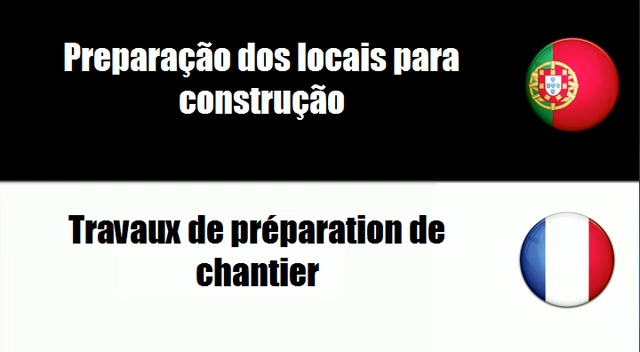 Preparação dos locais para
construção
Travaux de préparation de
chantier